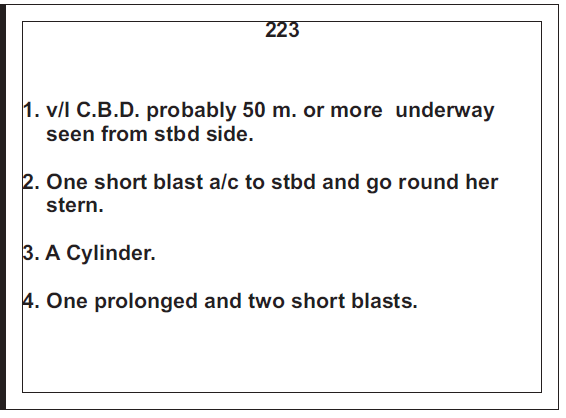 223
1. v/l C.B.D. probably 50 m. or more underway
seen from stbd side.
2. One short blast a/c to stbd and go round her
stern.
3. A Cylinder.
4. One prolonged and two short blasts.